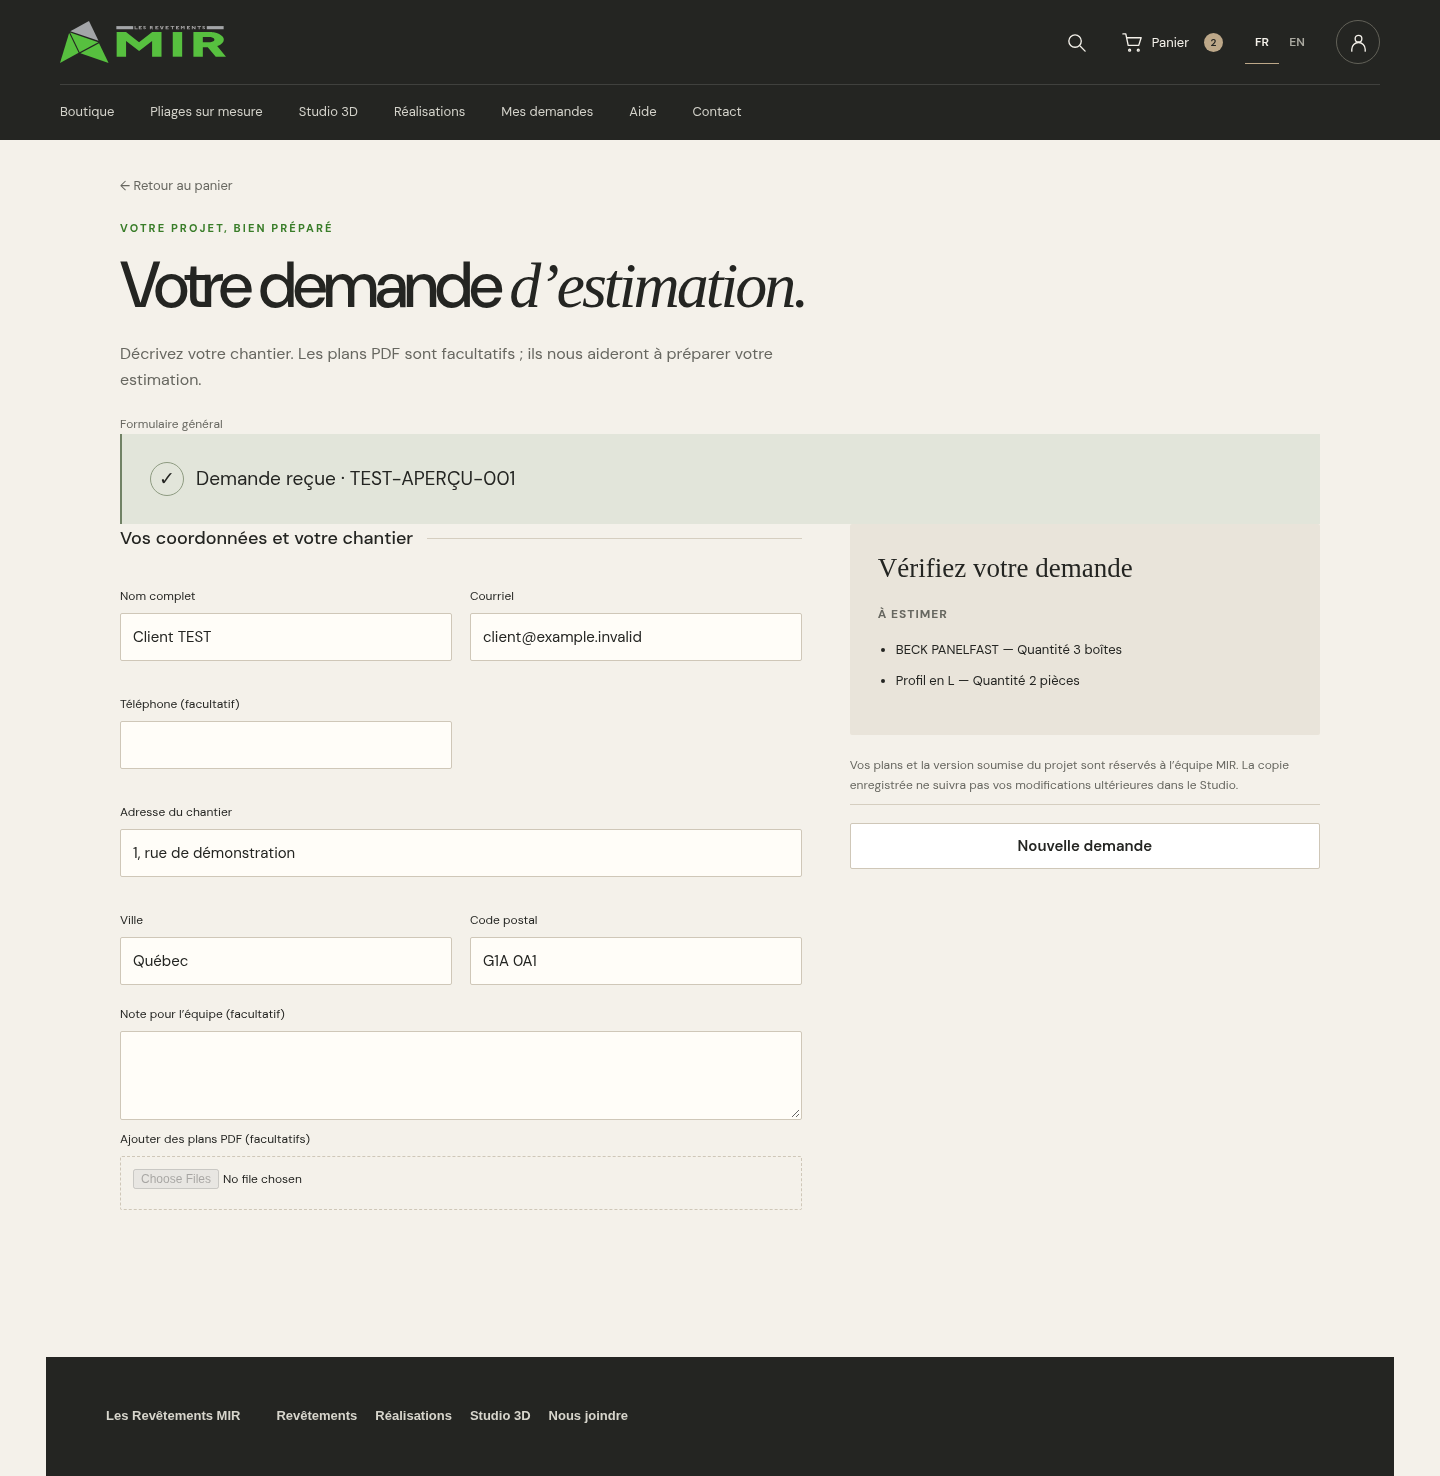 LES REVÊTEMENTS
MIR
Panier 2 FR EN
Boutique Pliages sur mesure Studio 3D Réalisations Mes demandes Aide Contact
← Retour au panier
VOTRE PROJET, BIEN PRÉPARÉ
Votre demande d’estimation.
Décrivez votre chantier. Les plans PDF sont facultatifs ; ils nous aideront à préparer votre
estimation.
Formulaire général
✓ Demande reçue · TEST-APERÇU-001
Vos coordonnées et votre chantier
Nom complet
Courriel
Client TEST
client@example.invalid
Téléphone (facultatif)
Adresse du chantier
1, rue de démonstration
Ville
Code postal
Québec
G1A 0A1
Note pour l’équipe (facultatif)
Ajouter des plans PDF (facultatifs)
Choose Files No file chosen
Vérifiez votre demande
À ESTIMER
• BECK PANELFAST — Quantité 3 boîtes
• Profil en L — Quantité 2 pièces
Vos plans et la version soumise du projet sont réservés à l’équipe MIR. La copie
enregistrée ne suivra pas vos modifications ultérieures dans le Studio.
Nouvelle demande
Les Revêtements MIR Revêtements Réalisations Studio 3D Nous joindre